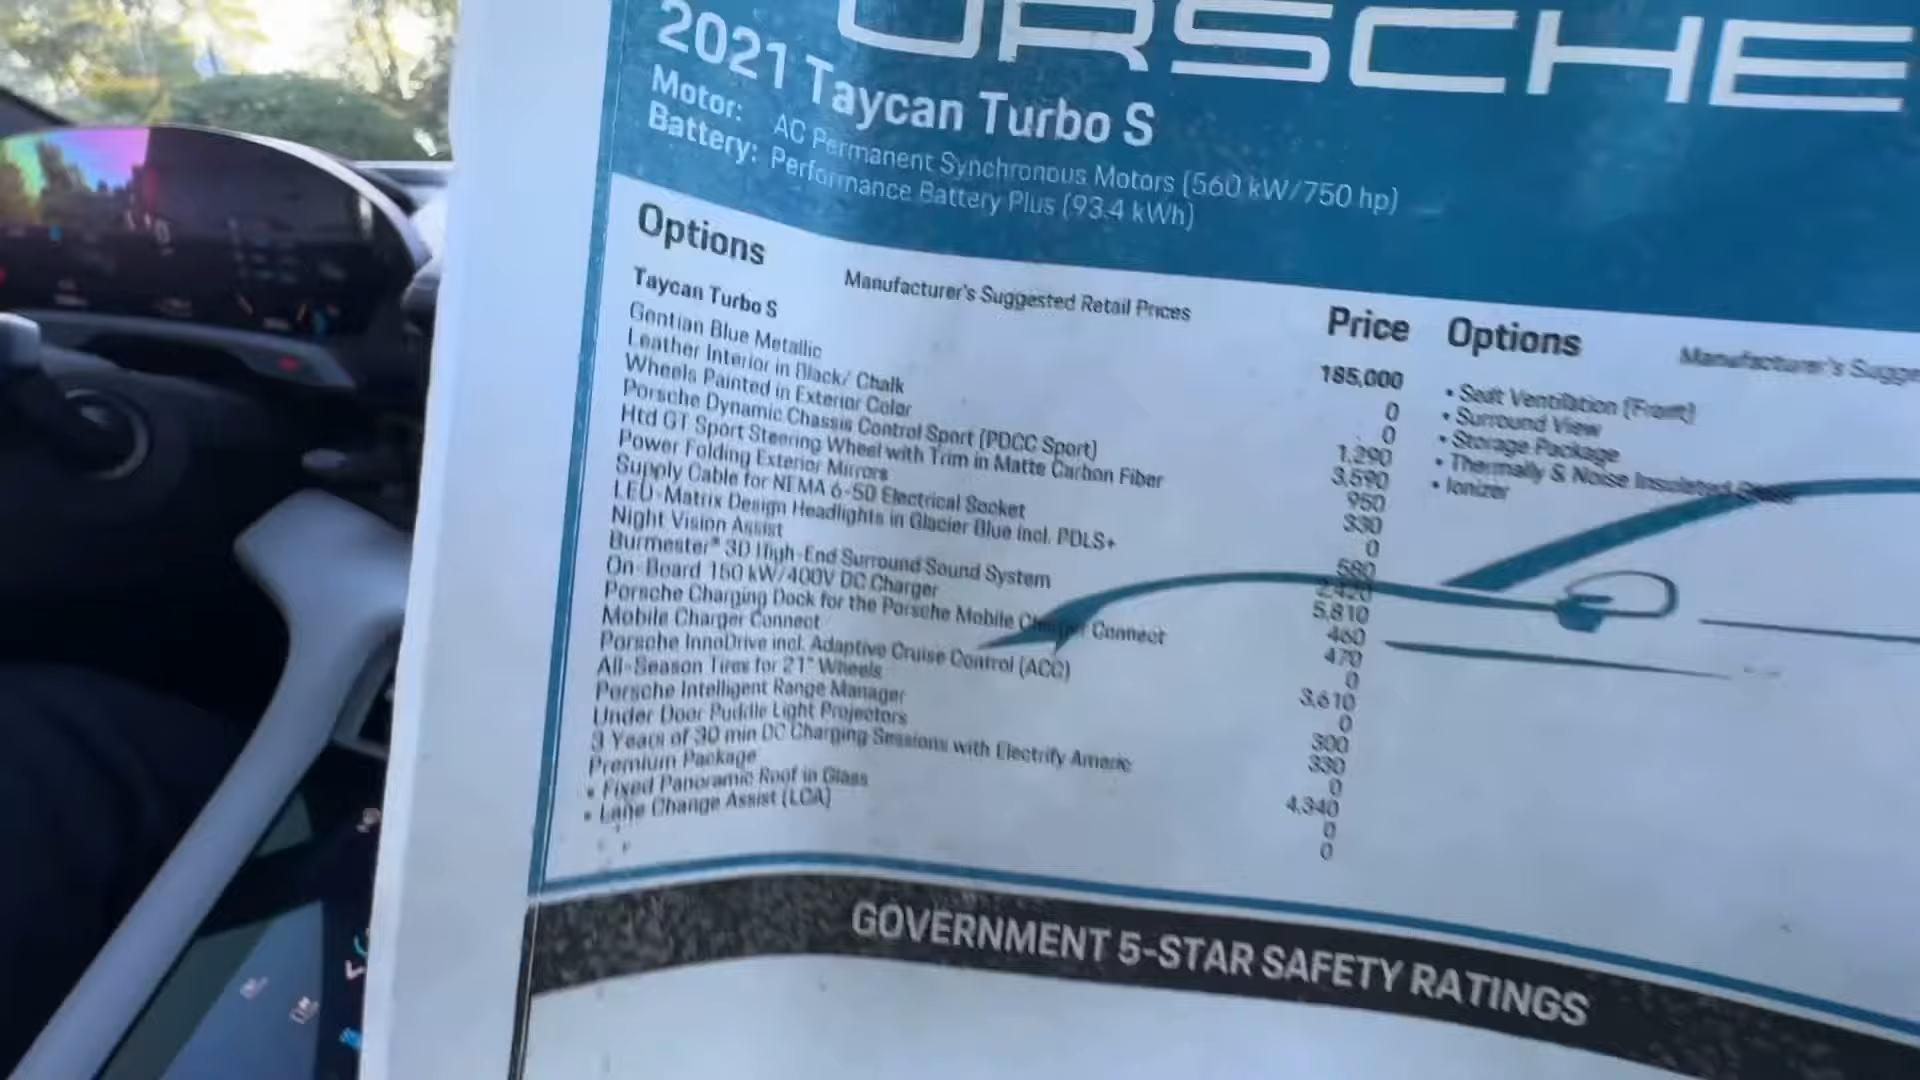 ORSCHE
2021 Taycan Turbo S
Motor: AC Permanent Synchronous Motors (560 kW/750 hp)
Battery: Performance Battery Plus (93.4 kWh)
Options Manufacturer's Suggested Retail Prices Price
Taycan Turbo S 185,000
Gentian Blue Metallic 0
Leather Interior in Black/ Chalk 0
Wheels Painted in Exterior Color 1,290
Porsche Dynamic Chassis Control Sport (PDCC Sport) 3,590
Htd GT Sport Steering Wheel with Trim in Matte Carbon Fiber 950
Power Folding Exterior Mirrors 330
Supply Cable for NEMA 6-50 Electrical Socket 0
LED-Matrix Design Headlights in Glacier Blue incl. PDLS+ 580
Night Vision Assist 2,420
Burmester® 3D High-End Surround Sound System 5,810
On-Board 150 kW/400V DC Charger 460
Porsche Charging Dock for the Porsche Mobile Charger Connect 470
Mobile Charger Connect 0
Porsche InnoDrive incl. Adaptive Cruise Control (ACC) 3,610
All-Season Tires for 21" Wheels 0
Porsche Intelligent Range Manager 300
Under Door Puddle Light Projectors 330
3 Years of 30 min DC Charging Sessions with Electrify Americ 0
Premium Package 4,340
• Fixed Panoramic Roof in Glass 0
• Lane Change Assist (LCA) 0
Options Manufacturer's Sugge
• Seat Ventilation (Front)
• Surround View
• Storage Package
• Thermally & Noise Insulated Glass
• Ionizer
GOVERNMENT 5-STAR SAFETY RATINGS